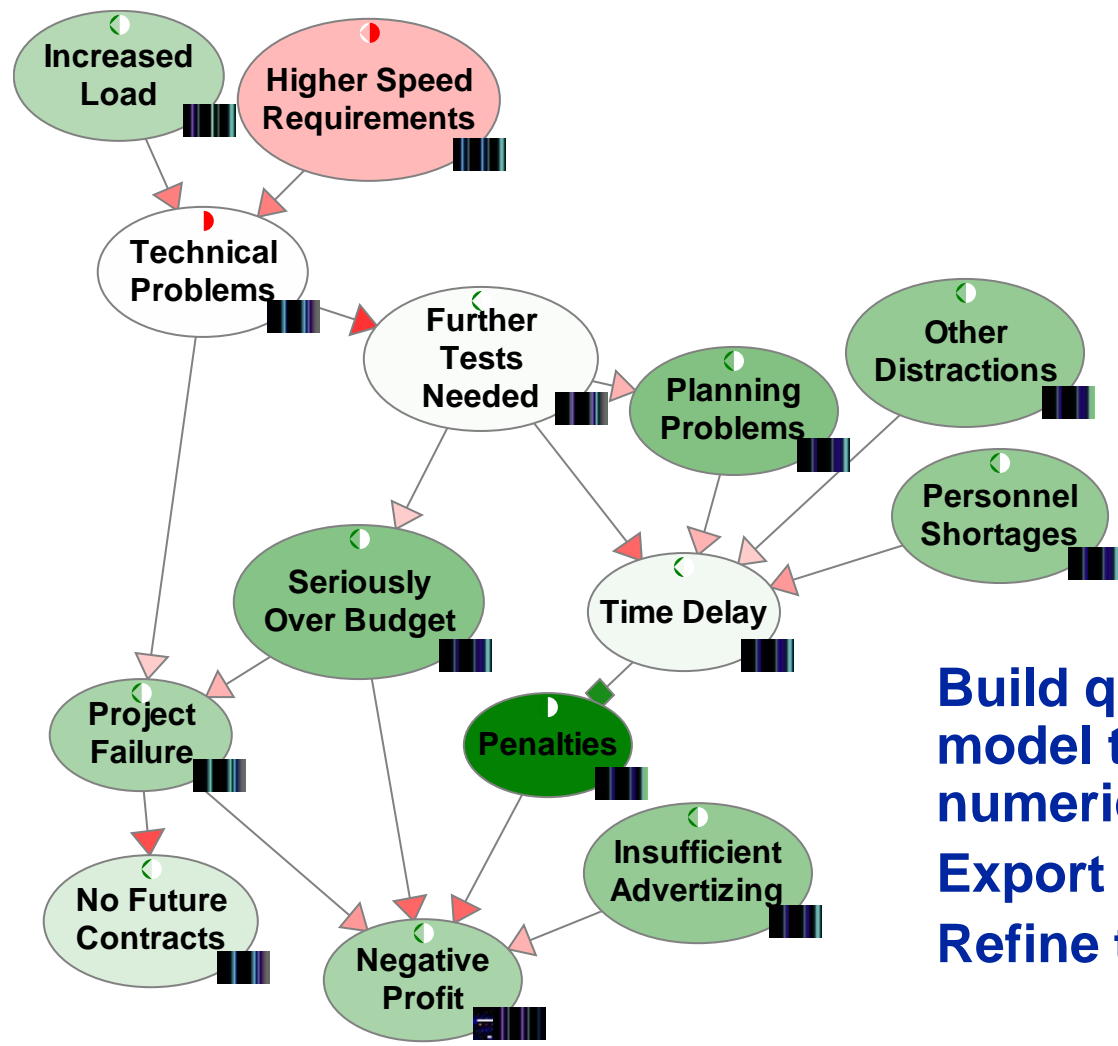 Increased
Load
Higher Speed
Requirements
Technical
Problems
Further
Tests
Needed
Planning
Problems
Other
Distractions
Personnel
Shortages
Seriously
Over Budget
Time Delay
Project
Failure
Penalties
No Future
Contracts
Negative
Profit
Insufficient
Advertizing
Build
model
Export
Refine